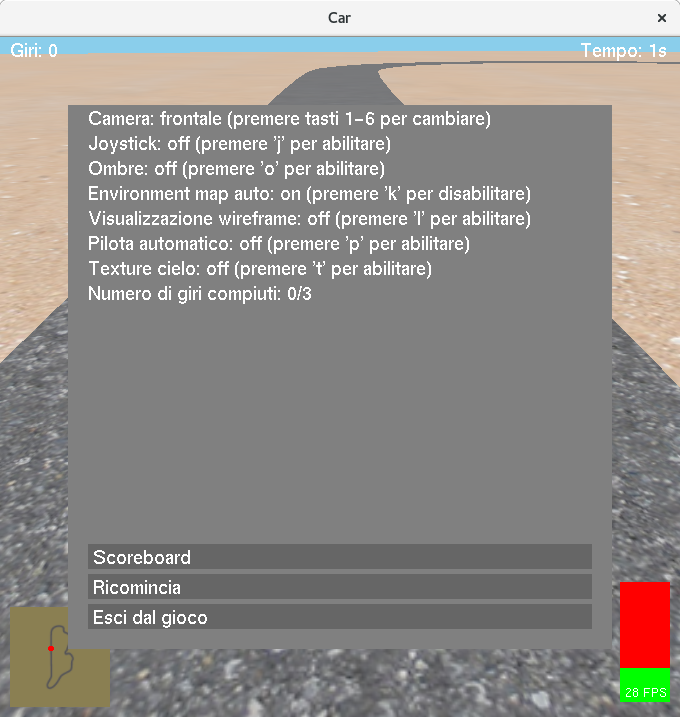 Car
Giri: 0
Tempo: 1s
Camera: frontale (premere tasti 1-6 per cambiare)
Joystick: off (premere 'j' per abilitare)
Ombre: off (premere 'o' per abilitare)
Environment map auto: on (premere 'k' per disabilitare)
Visualizzazione wireframe: off (premere 'l' per abilitare)
Pilota automatico: off (premere 'p' per abilitare)
Texture cielo: off (premere 't' per abilitare)
Numero di giri compiuti: 0/3
Scoreboard
Ricomincia
Esci dal gioco
26 FPS